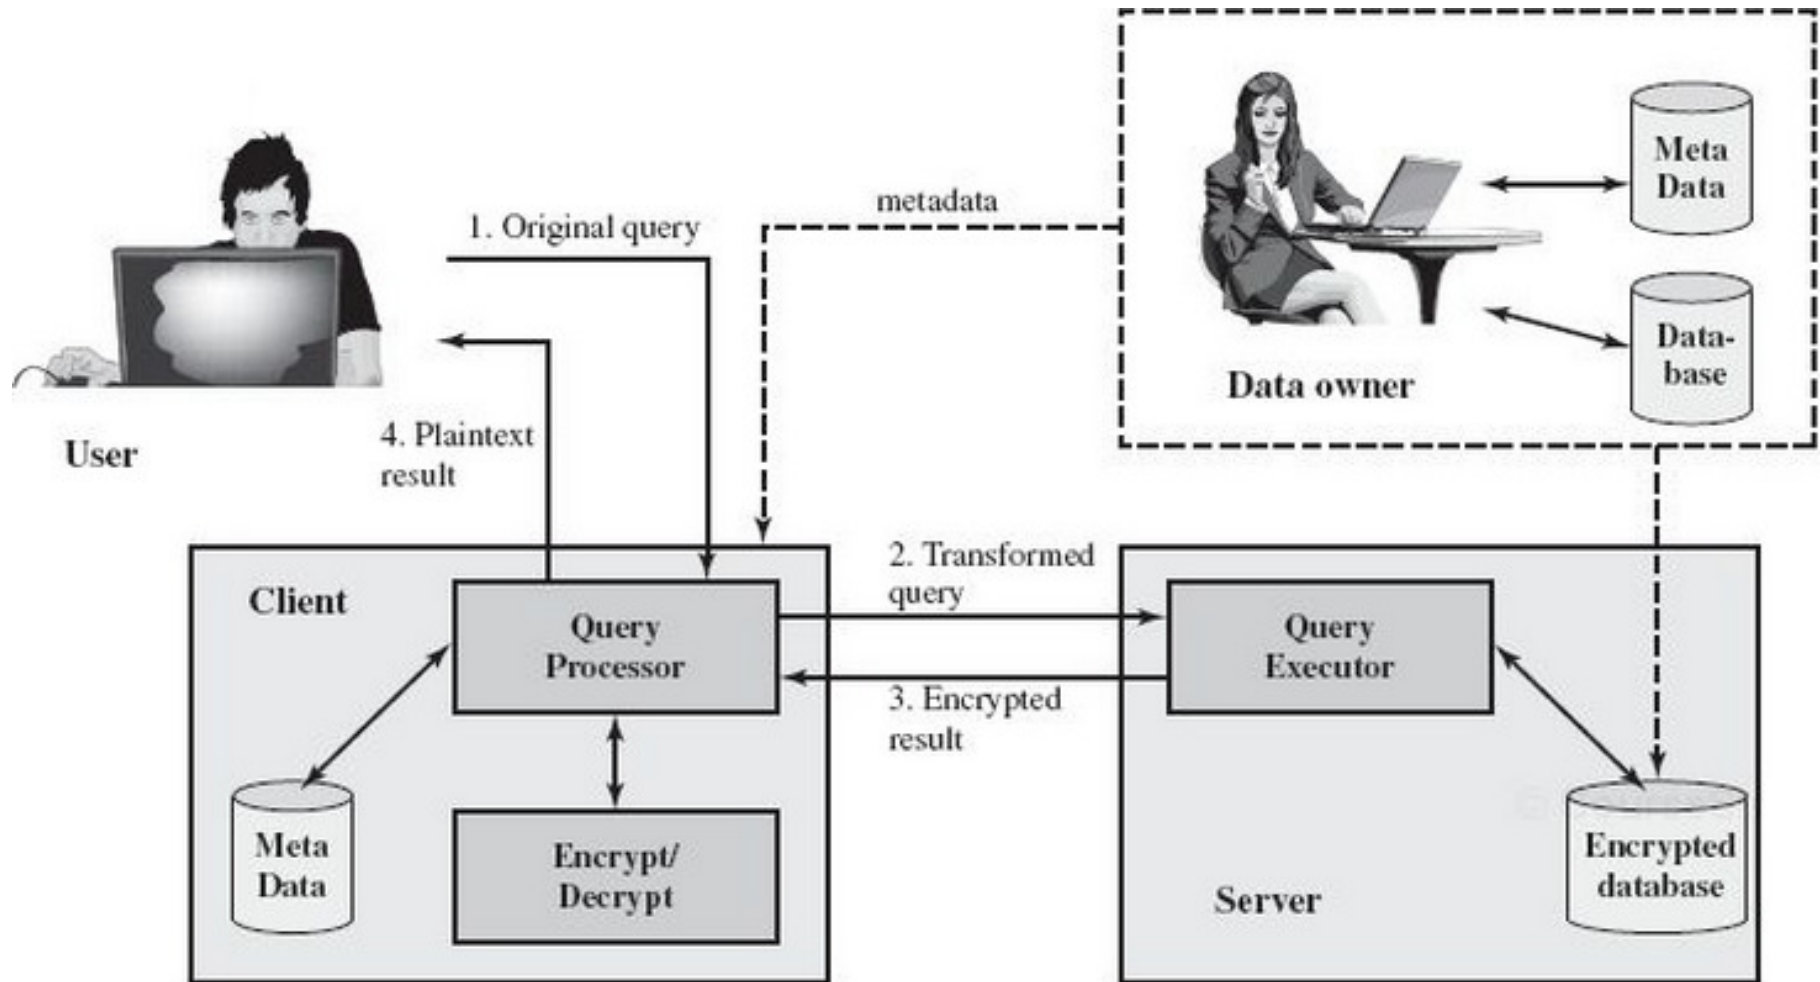 Meta
Data
metadata
1. Original query
Data-
base
Data owner
4. Plaintext
result
User
2. Transformed
query
Client
Query
Processor
Query
Executor
3. Encrypted
result
Meta
Data
Encrypt/
Decrypt
Encrypted
database
Server